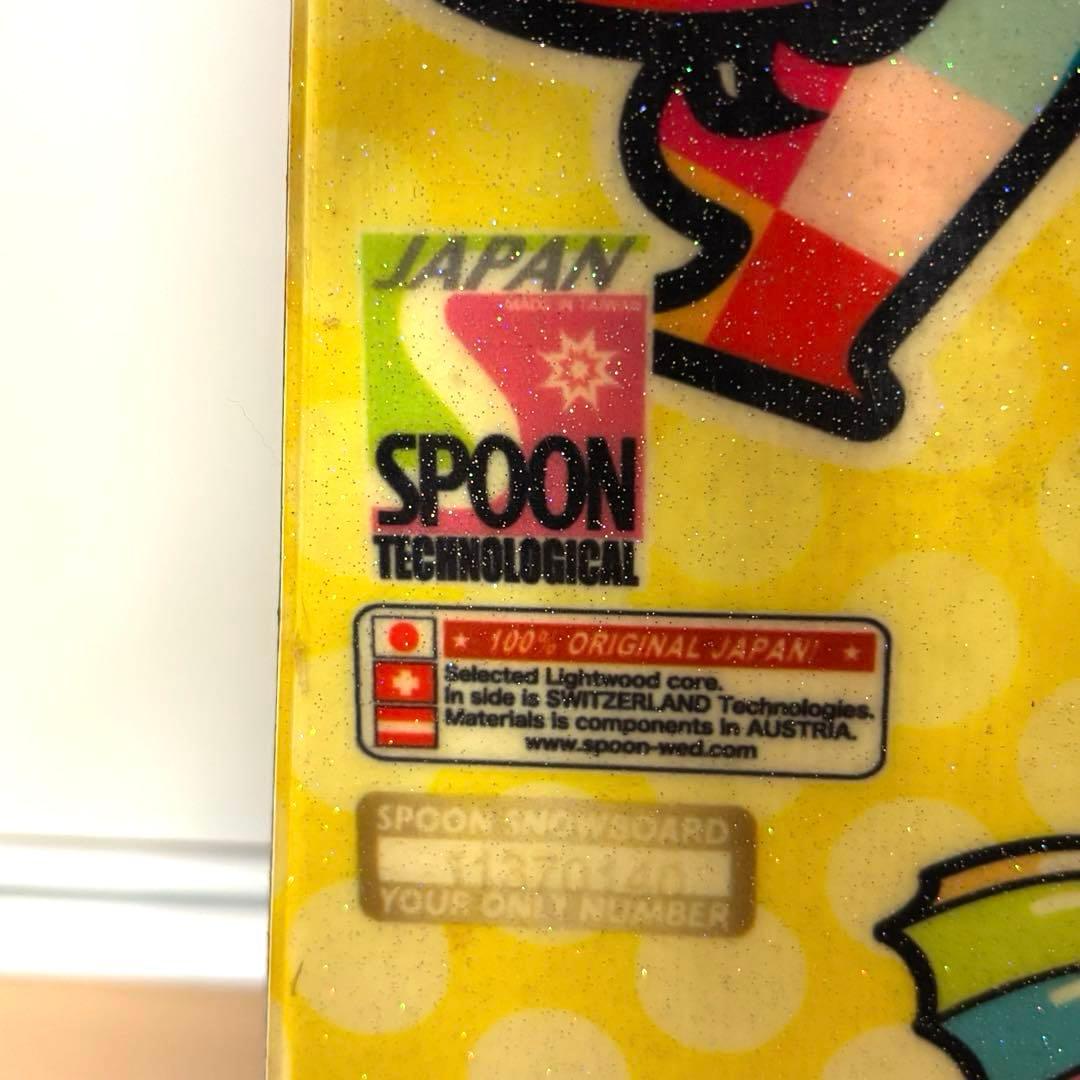 JAPAN
MADE IN TAIWAN
SPOON
TECHNOLOGICAL
100% ORIGINAL JAPAN!
Selected Lightwood core.
In side is SWITZERLAND Technologies.
Materials is components in AUSTRIA.
www.spoon-wed.com
SPOON SNOWBOARD
YOUR ONLY NUMBER